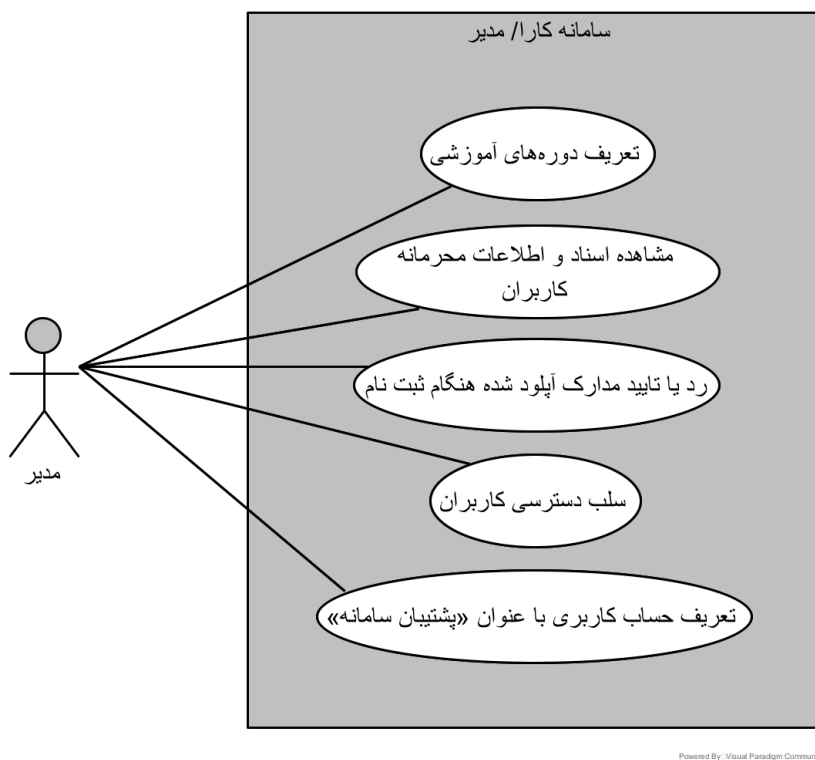 سامانه کارا/ مدیر
تعریف دوره‌های آموزشی
مشاهده اسناد و اطلاعات محرمانه
کاربران
رد یا تایید مدارک آپلود شده هنگام ثبت نام
مدیر
سلب دسترسی کاربران
تعریف حساب کاربری با عنوان «پشتیبان سامانه»
Powered By Visual Paradigm Commun